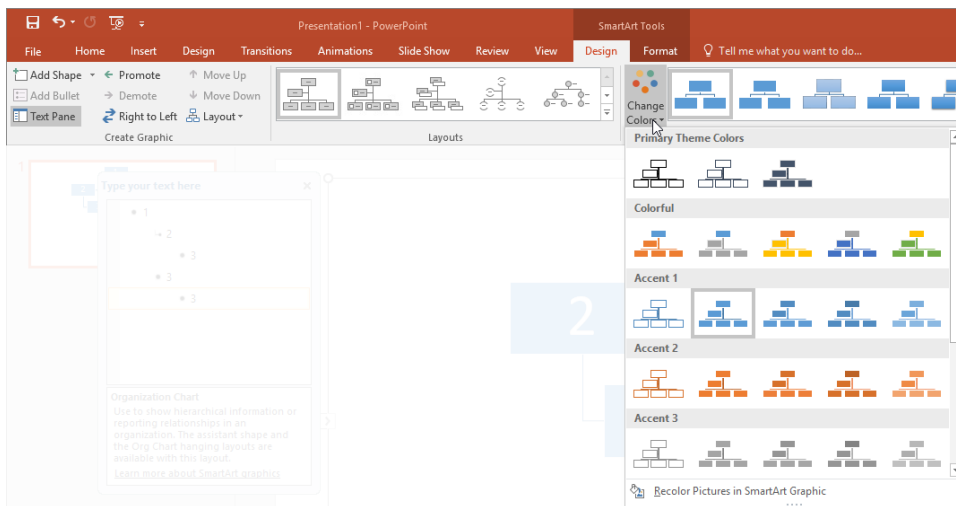 Presentation1 - PowerPoint
SmartArt Tools
File Home Insert Design Transitions Animations Slide Show Review View Design Format Tell me what you want to do...
Add Shape Promote Move Up
Add Bullet Demote Move Down
Text Pane Right to Left Layout
Create Graphic
Layouts
Change
Colors
Primary Theme Colors
Colorful
Accent 1
Accent 2
Accent 3
Recolor Pictures in SmartArt Graphic
1
Type your text here
1
2
3
3
3
Organization Chart
Use to show hierarchical information or
reporting relationships in an
organization. The assistant shape and
the Org Chart hanging layouts are
available with this layout.
Learn more about SmartArt graphics
2